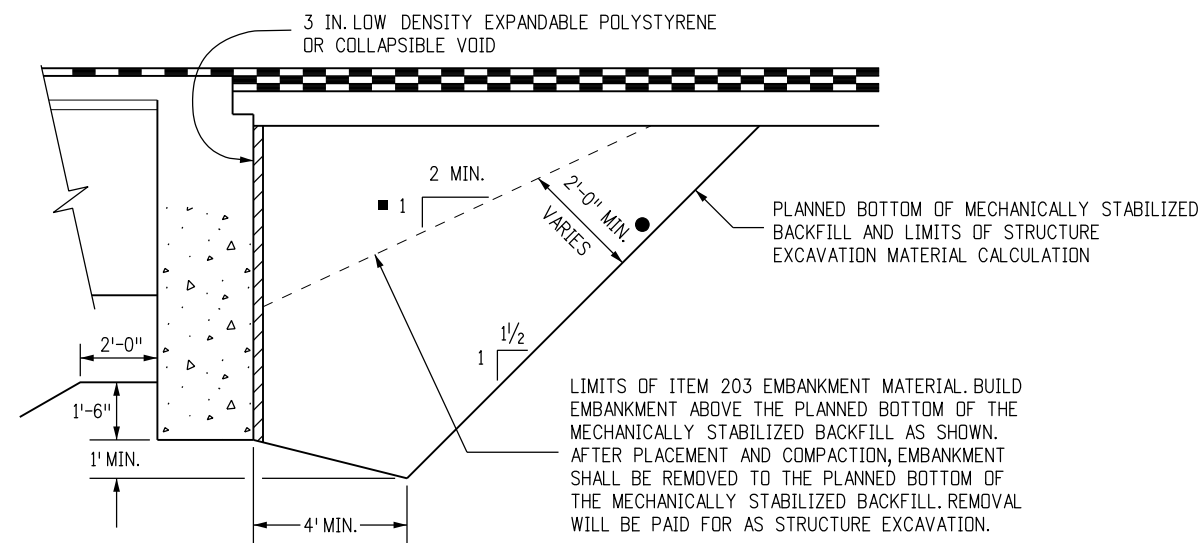 3 IN. LOW DENSITY EXPANDABLE POLYSTYRENE
OR COLLAPSIBLE VOID
2 MIN.
■ 1
2'-0" MIN.
VARIES
●
PLANNED BOTTOM OF MECHANICALLY STABILIZED
BACKFILL AND LIMITS OF STRUCTURE
EXCAVATION MATERIAL CALCULATION
1 1/2
1
2'-0"
1'-6"
1' MIN.
4' MIN.
LIMITS OF ITEM 203 EMBANKMENT MATERIAL. BUILD
EMBANKMENT ABOVE THE PLANNED BOTTOM OF THE
MECHANICALLY STABILIZED BACKFILL AS SHOWN.
AFTER PLACEMENT AND COMPACTION, EMBANKMENT
SHALL BE REMOVED TO THE PLANNED BOTTOM OF
THE MECHANICALLY STABILIZED BACKFILL. REMOVAL
WILL BE PAID FOR AS STRUCTURE EXCAVATION.